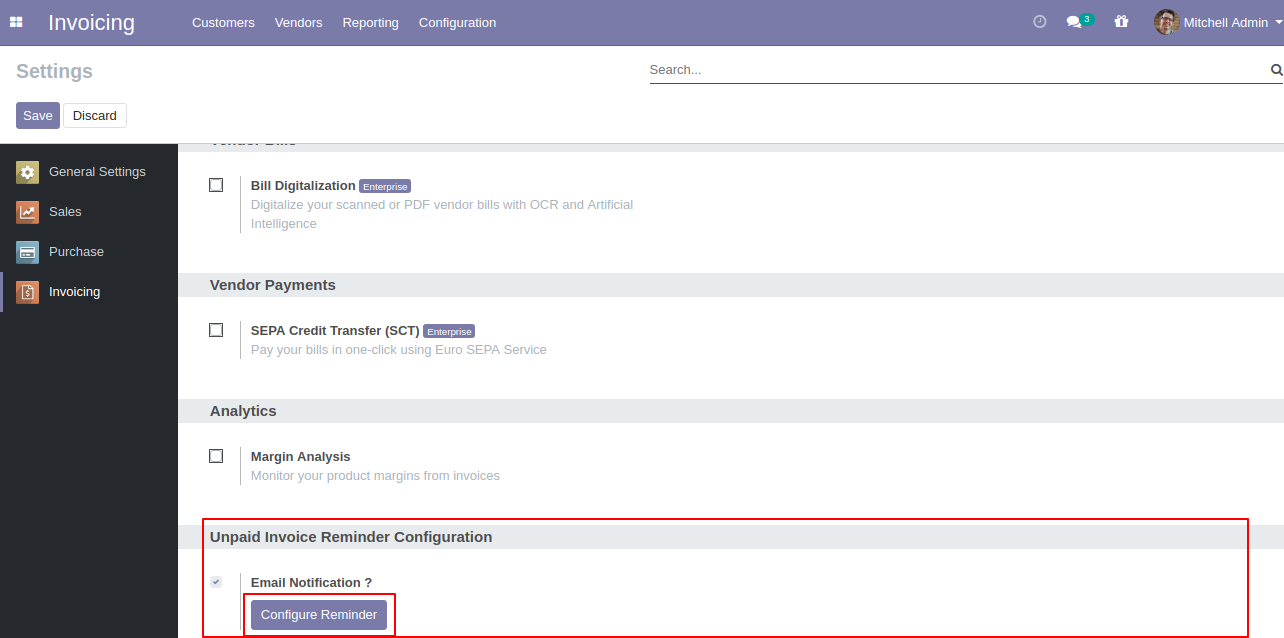 Invoicing Customers Vendors Reporting Configuration 3 Mitchell Admin
Settings Search...
Save Discard
General Settings
Sales
Purchase
Invoicing
Vendor Bills
Bill Digitalization Enterprise
Digitalize your scanned or PDF vendor bills with OCR and Artificial
Intelligence
Vendor Payments
SEPA Credit Transfer (SCT) Enterprise
Pay your bills in one-click using Euro SEPA Service
Analytics
Margin Analysis
Monitor your product margins from invoices
Unpaid Invoice Reminder Configuration
Email Notification ?
Configure Reminder